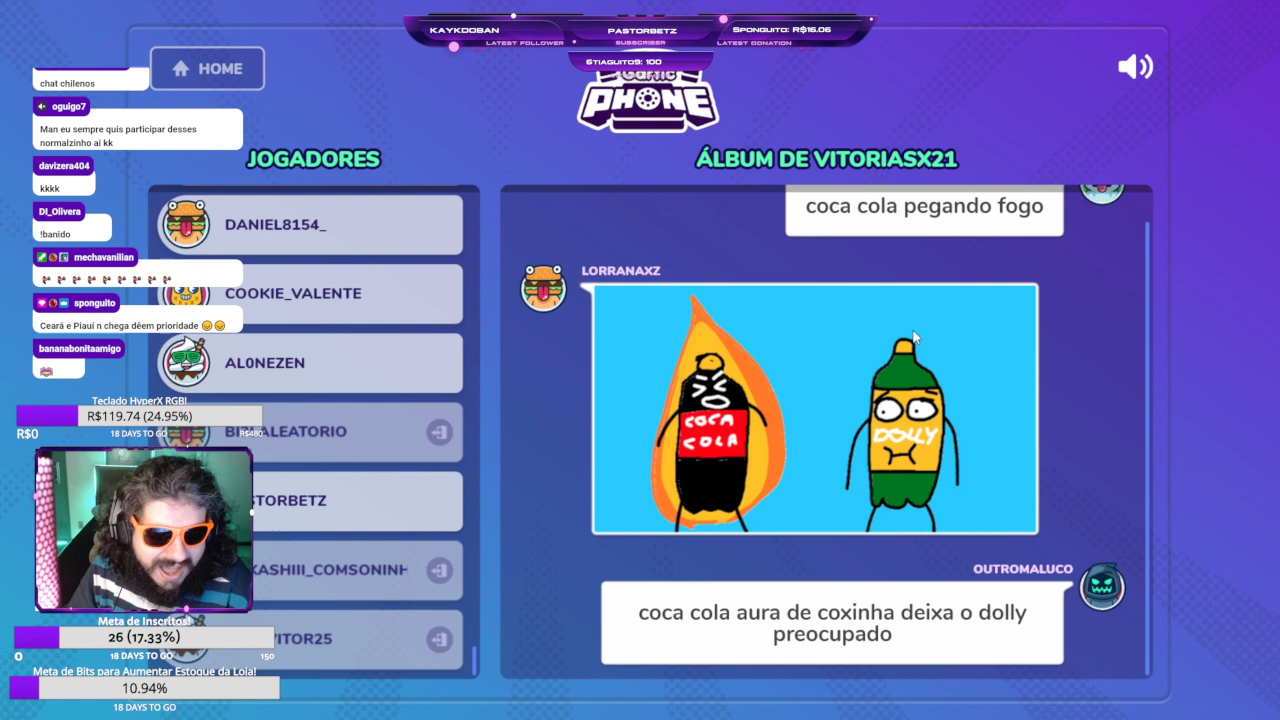 KAYKDOBAN
LATEST FOLLOWER
PASTORBETZ
SUBSCRIBER
SPONGUITO: R$16.06
LATEST DONATION
6TIAGUITO9: 100
HOME
PHONE
chat chilenos
oguigo7
Man eu sempre quis participar desses
normalzinho ai kk
davizera404
kkkk
DI_Olivera
!banido
mechavanilian
sponguito
Ceará e Piauí n chega dêem prioridade
bananabonitaamigo
JOGADORES
DANIEL8154_
COOKIE_VALENTE
AL0NEZEN
ALEATORIO
STORBETZ
KASHIII_COMSONINH
VITOR25
Teclado HyperX RGB!
R$119.74 (24.95%)
R$0
18 DAYS TO GO
R$480
Meta de Inscritos!
26 (17.33%)
0
18 DAYS TO GO
150
Meta de Bits para Aumentar Estoque da Loja!
10.94%
18 DAYS TO GO
ÁLBUM DE VITORIASX21
coca cola pegando fogo
LORRANAXZ
COCA
COLA
DOLLY
OUTROMALUCO
coca cola aura de coxinha deixa o dolly
preocupado